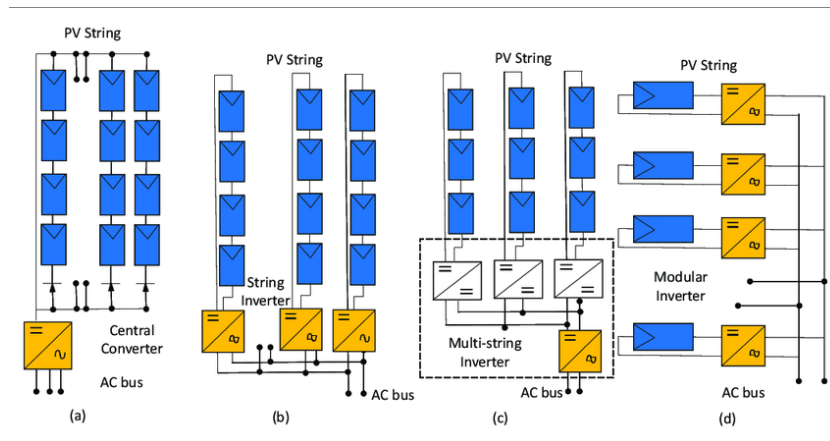 PV String
Central
Converter
AC bus
(a)
PV String
String
Inverter
AC bus
(b)
PV String
Multi-string
Inverter
AC bus
(c)
PV String
Modular
Inverter
AC bus
(d)